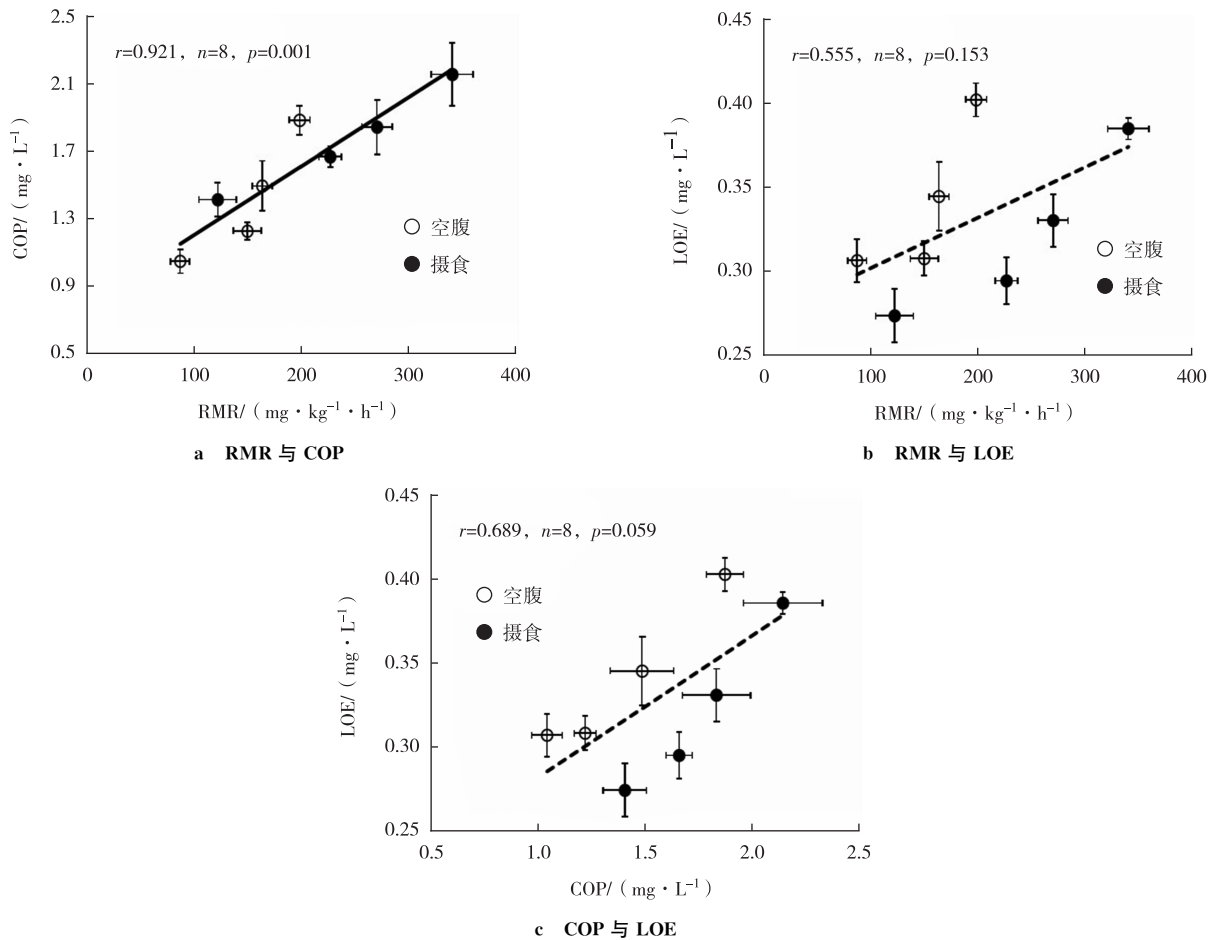 2.5
2.1
1.7
1.3
0.9
0.5
COP/（mg·L⁻¹）
r=0.921，n=8，p=0.001
空腹
摄食
0
100
200
300
400
RMR/（mg·kg⁻¹·h⁻¹）
a RMR 与 COP
0.45
0.40
0.35
0.30
0.25
LOE/（mg·L⁻¹）
r=0.555，n=8，p=0.153
空腹
摄食
0
100
200
300
400
RMR/（mg·kg⁻¹·h⁻¹）
b RMR 与 LOE
0.45
0.40
0.35
0.30
0.25
LOE/（mg·L⁻¹）
r=0.689，n=8，p=0.059
空腹
摄食
0.5
1.0
1.5
2.0
2.5
COP/（mg·L⁻¹）
c COP 与 LOE